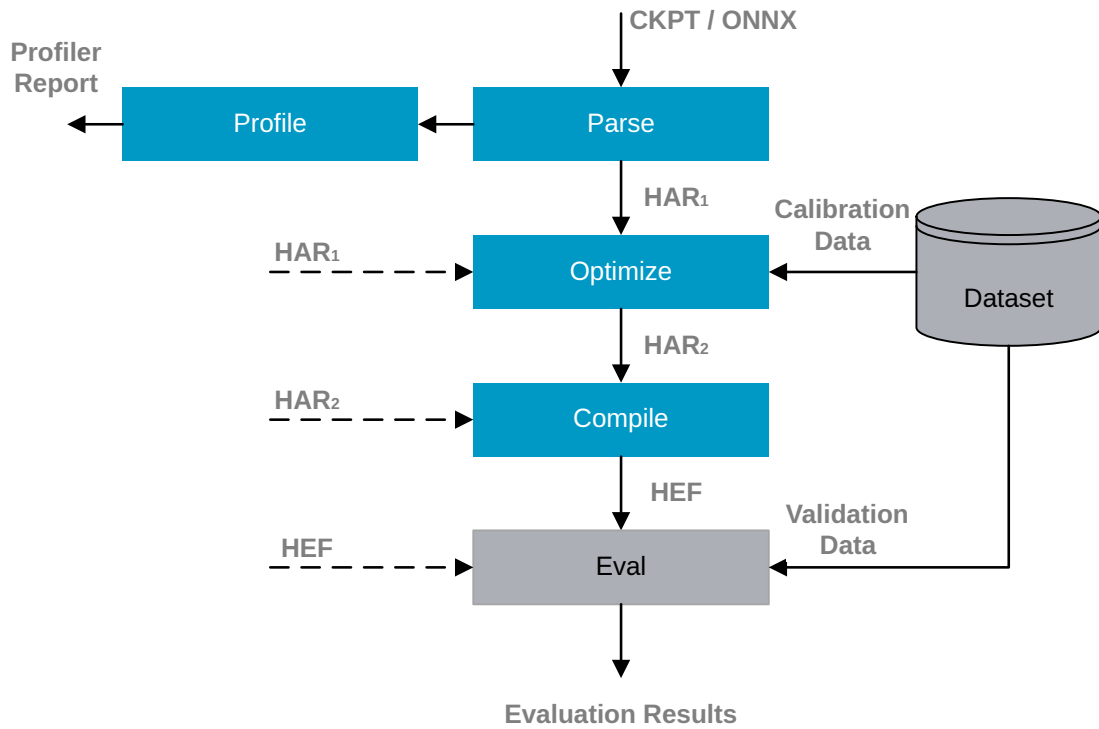 CKPT / ONNX
Profiler
Report
Profile
Parse
HAR₁
Calibration
Data
HAR₁
Optimize
Dataset
HAR₂
HAR₂
Compile
HEF
Validation
Data
HEF
Eval
Evaluation Results